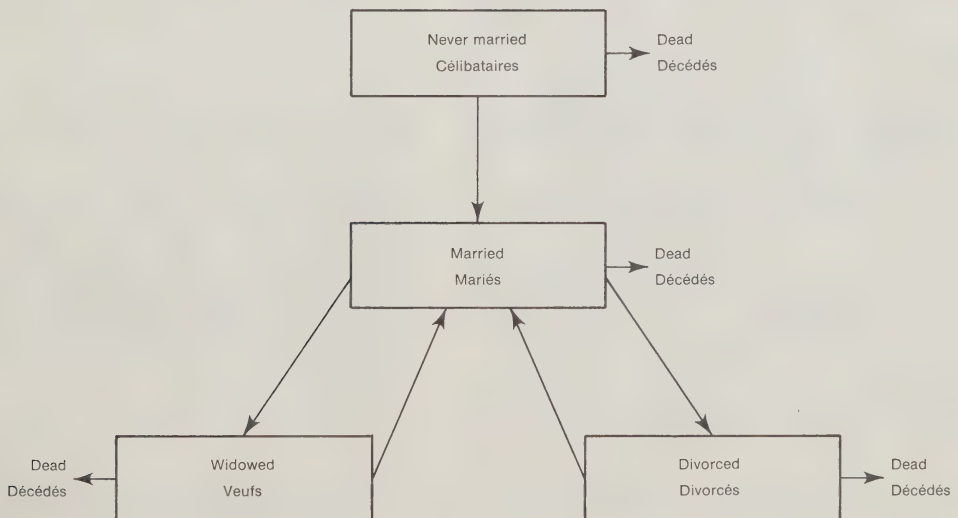 Never married
Célibataires
Dead
Décédés
Married
Mariés
Dead
Décédés
Dead
Décédés
Widowed
Veufs
Divorced
Divorcés
Dead
Décédés